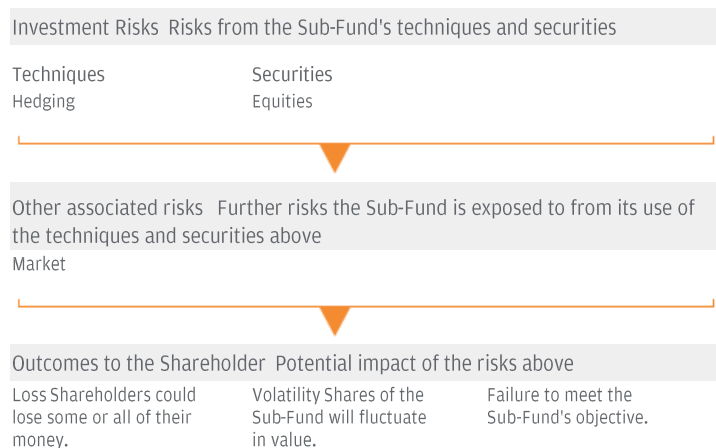 Investment Risks Risks from the Sub-Fund's techniques and securities
Techniques Securities
Hedging Equities
Other associated risks Further risks the Sub-Fund is exposed to from its use of
the techniques and securities above
Market
Outcomes to the Shareholder Potential impact of the risks above
Loss Shareholders could Volatility Shares of the Failure to meet the
lose some or all of their Sub-Fund will fluctuate Sub-Fund's objective.
money. in value.